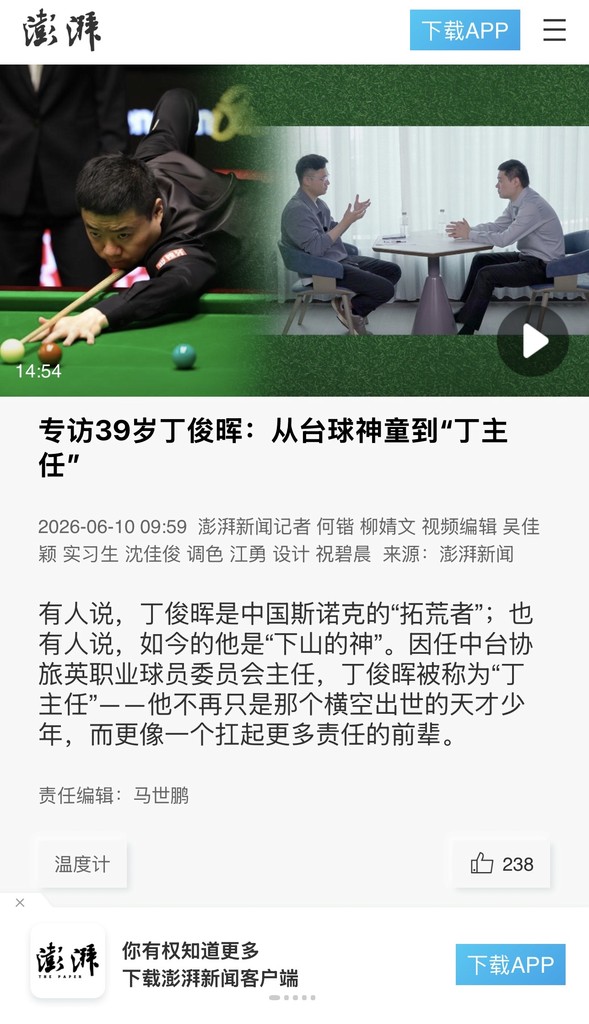 澎湃
下载APP
14:54
专访39岁丁俊晖：从台球神童到“丁主
任”
2026-06-10 09:59 澎湃新闻记者 何锴 柳婧文 视频编辑 吴佳
颖 实习生 沈佳俊 调色 江勇 设计 祝碧晨 来源：澎湃新闻
有人说，丁俊晖是中国斯诺克的“拓荒者”；也
有人说，如今的他是“下山的神”。因任中台协
旅英职业球员委员会主任，丁俊晖被称为“丁
主任”——他不再只是那个横空出世的天才少
年，而更像一个扛起更多责任的前辈。
责任编辑：马世鹏
温度计
238
澎湃
THE PAPER
你有权知道更多
下载澎湃新闻客户端
下载APP